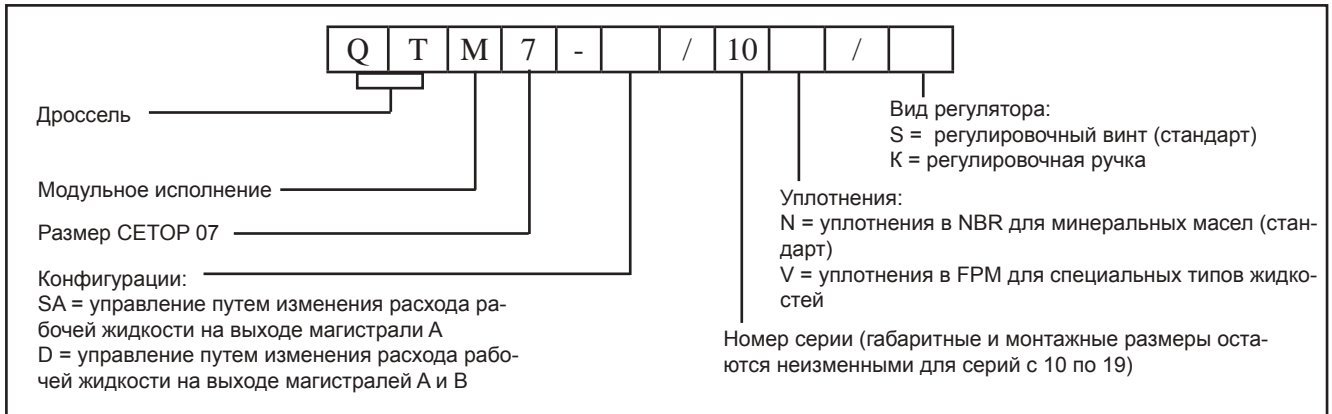 Q T M 7 - / 10 /
Дроссель
Модульное исполнение
Размер CETOP 07
Конфигурации:
SA = управление путем изменения расхода ра-
бочей жидкости на выходе магистрали А
D = управление путем изменения расхода рабо-
чей жидкости на выходе магистралей А и В
Вид регулятора:
S = регулировочный винт (стандарт)
К = регулировочная ручка
Уплотнения:
N = уплотнения в NBR для минеральных масел (стан-
дарт)
V = уплотнения в FPM для специальных типов жидко-
стей
Номер серии (габаритные и монтажные размеры оста-
ются неизменными для серий с 10 по 19)